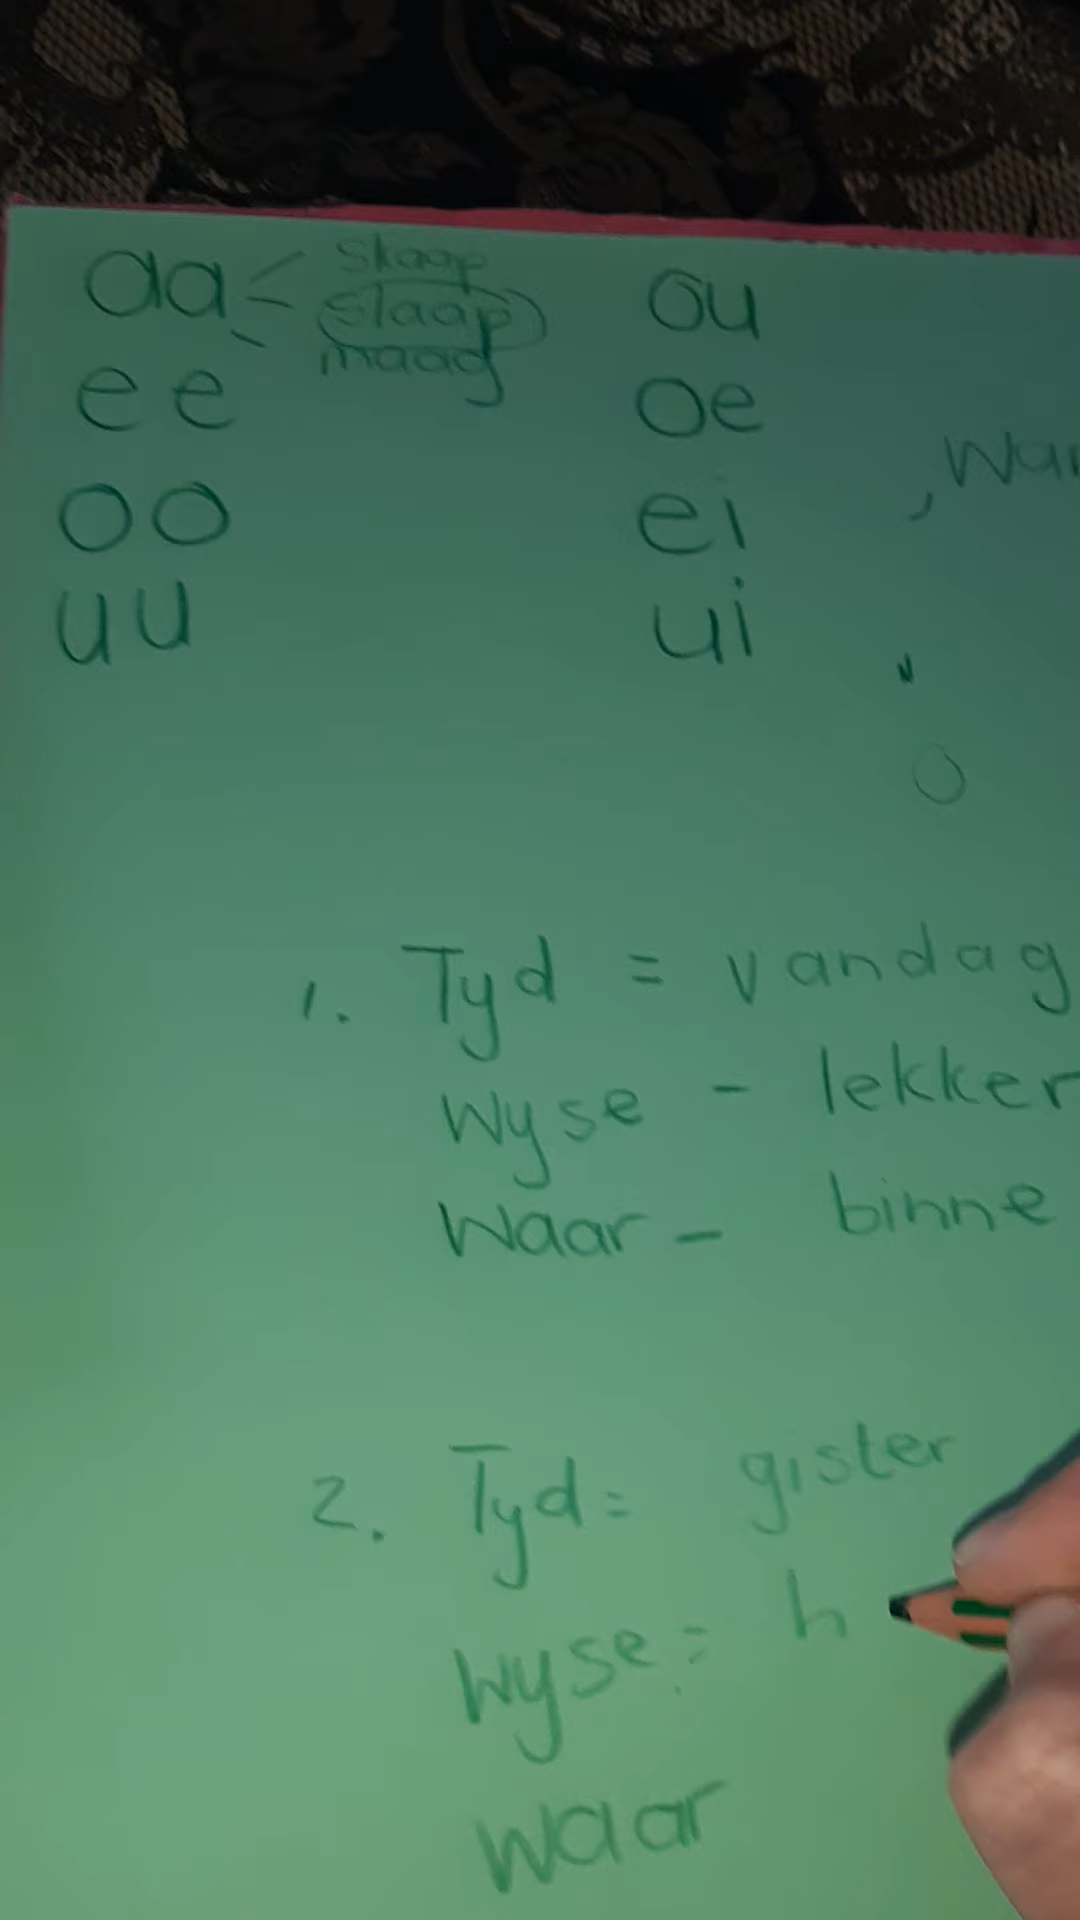 aa
skaap
slaap
maag
ee
oo
uu
ou
oe
ei
ui
1. Tyd = vandag
Wyse - lekker
Waar - binne
2. Tyd = gister
Wyse = h
Waar